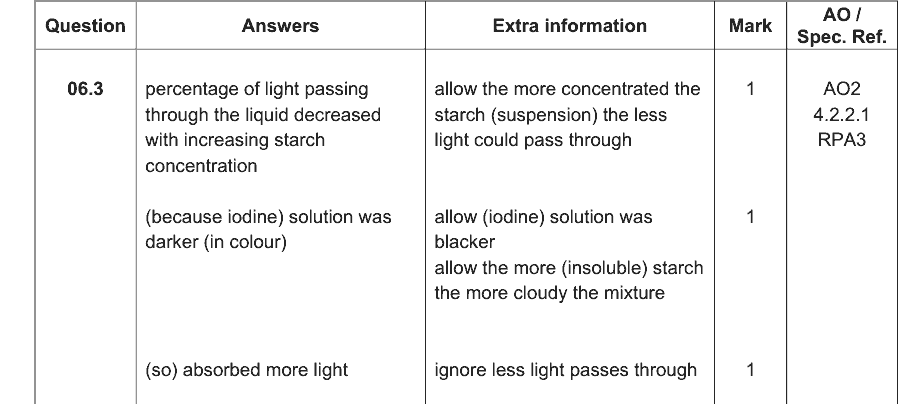 Question Answers Extra information Mark AO /
Spec. Ref.
06.3 percentage of light passing allow the more concentrated the 1 AO2
through the liquid decreased starch (suspension) the less 4.2.2.1
with increasing starch light could pass through RPA3
concentration
(because iodine) solution was allow (iodine) solution was 1
darker (in colour) blacker
allow the more (insoluble) starch
the more cloudy the mixture
(so) absorbed more light ignore less light passes through 1